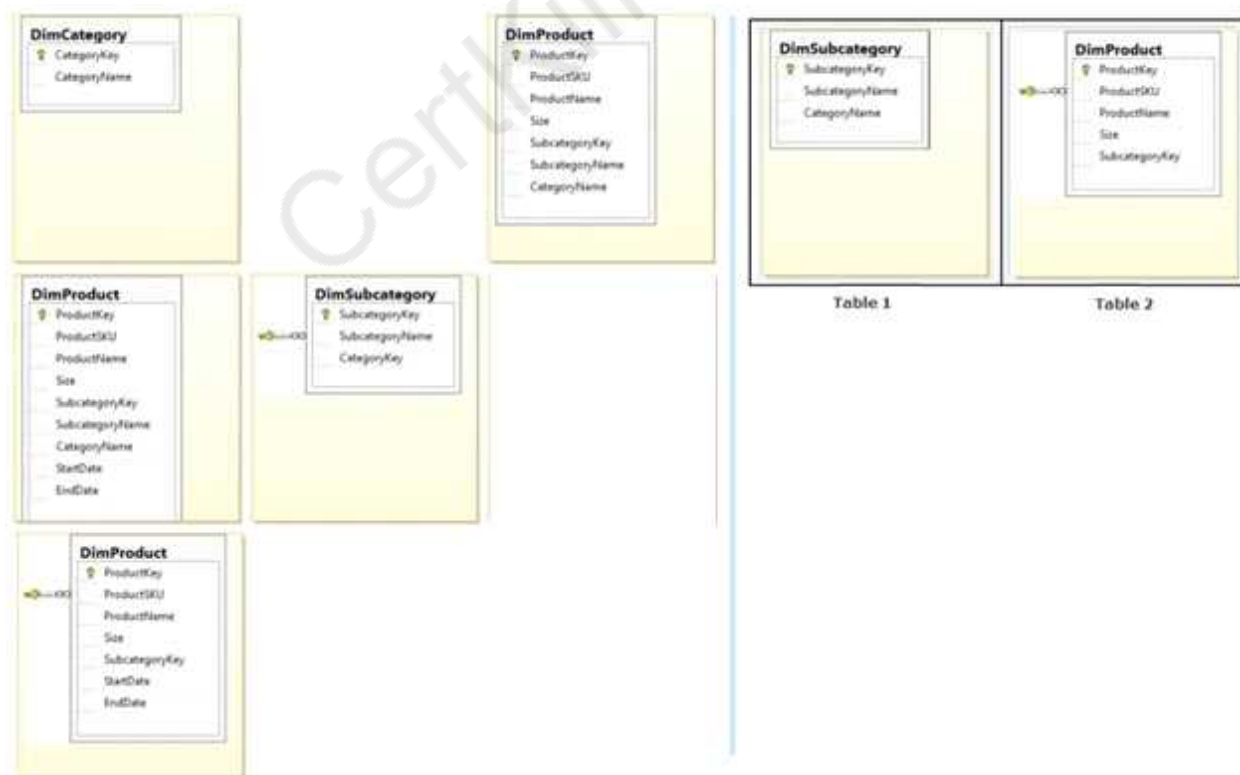 DimCategory
CategoryKey
CategoryName
DimProduct
ProductKey
ProductSKU
ProductName
Size
SubcategoryKey
SubcategoryName
CategoryName
DimProduct
ProductKey
ProductSKU
ProductName
Size
SubcategoryKey
SubcategoryName
CategoryName
StartDate
EndDate
DimSubcategory
SubcategoryKey
SubcategoryName
CategoryKey
DimProduct
ProductKey
ProductSKU
ProductName
Size
SubcategoryKey
StartDate
EndDate
DimSubcategory
SubcategoryKey
SubcategoryName
CategoryName
Table 1
DimProduct
ProductKey
ProductSKU
ProductName
Size
SubcategoryKey
Table 2